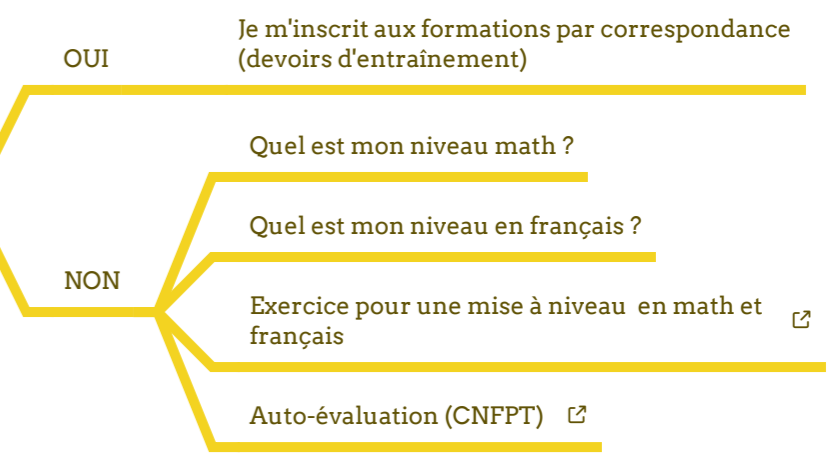 OUI
Je m'inscrit aux formations par correspondance
(devoirs d'entraînement)
Quel est mon niveau math ?
Quel est mon niveau en français ?
NON
Exercice pour une mise à niveau  en math et
français
Auto-évaluation (CNFPT)